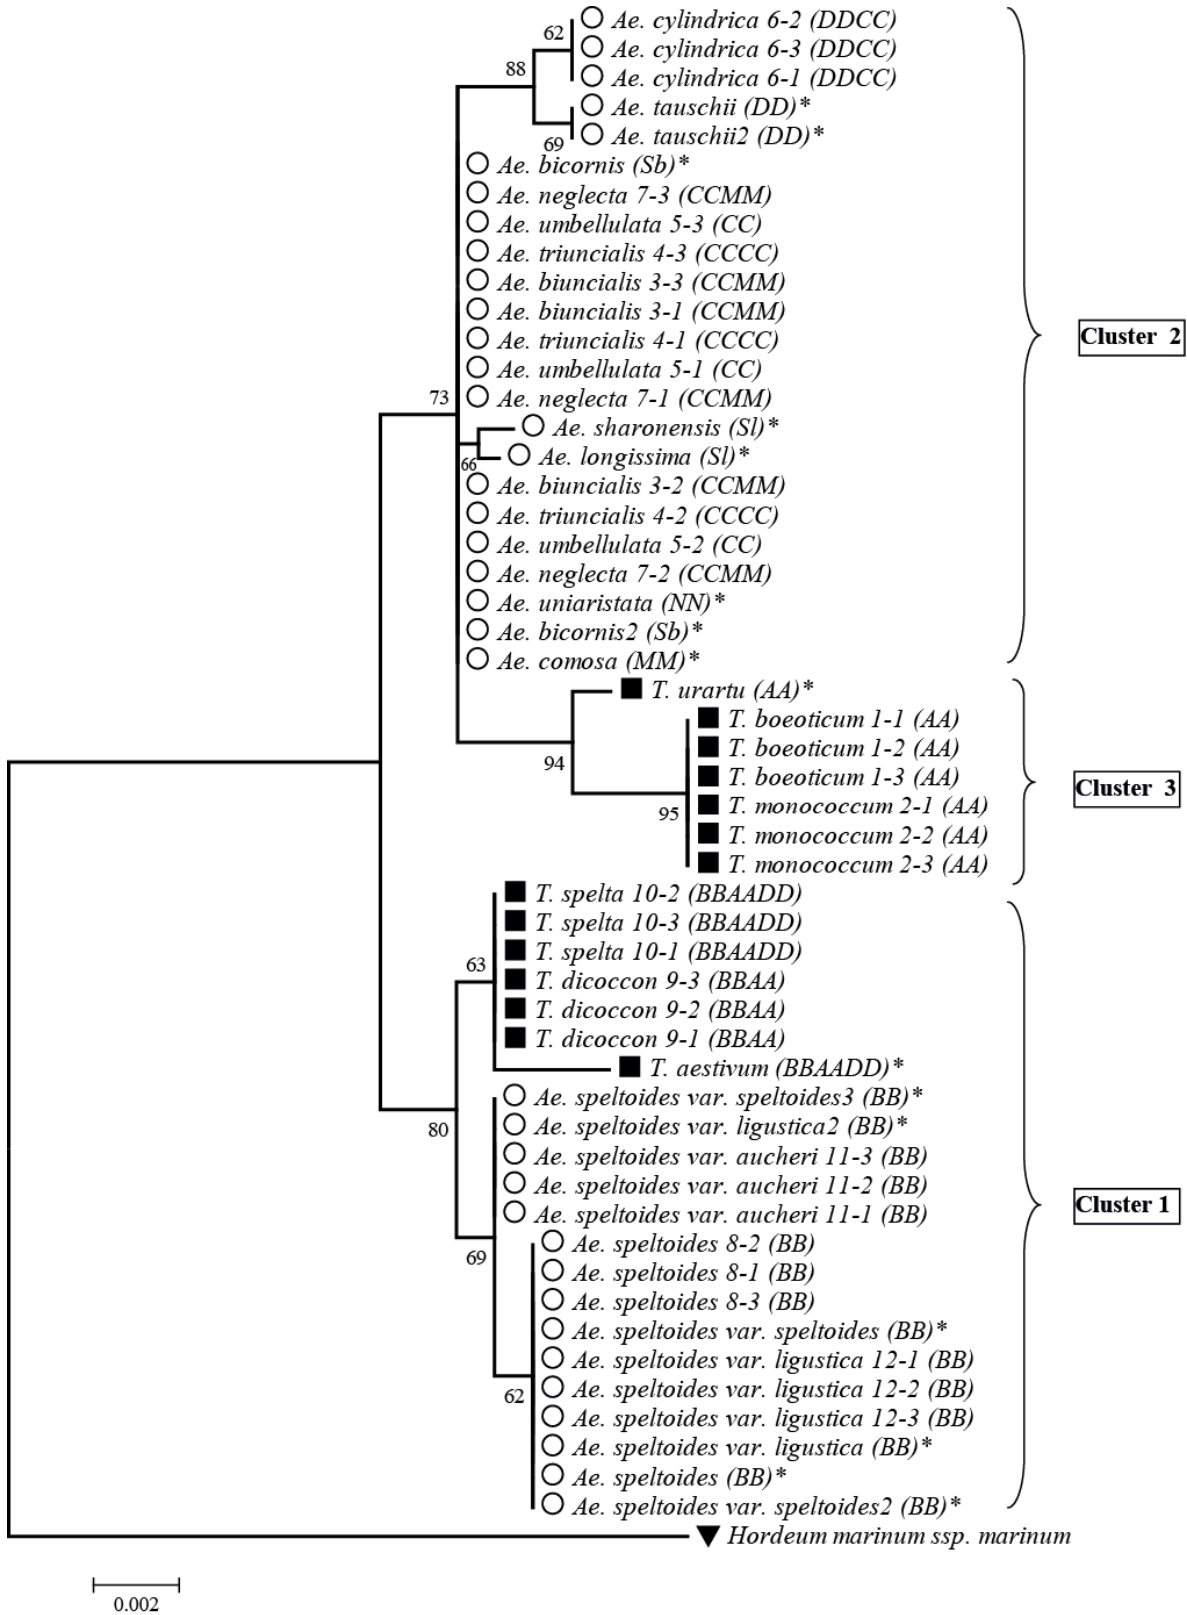 Ae. cylindrica 6-2 (DDCC)
62
Ae. cylindrica 6-3 (DDCC)
88
Ae. cylindrica 6-1 (DDCC)
Ae. tauschii (DD)*
Ae. tauschii2 (DD)*
69
Ae. bicornis (Sb)*
Ae. neglecta 7-3 (CCMM)
Ae. umbellulata 5-3 (CC)
Ae. triuncialis 4-3 (CCCC)
Ae. biuncialis 3-3 (CCMM)
Ae. biuncialis 3-1 (CCMM)
Cluster 2
Ae. triuncialis 4-1 (CCCC)
Ae. umbellulata 5-1 (CC)
73
Ae. neglecta 7-1 (CCMM)
Ae. sharonensis (Sl)*
Ae. longissima (Sl)*
66
Ae. biuncialis 3-2 (CCMM)
Ae. triuncialis 4-2 (CCCC)
Ae. umbellulata 5-2 (CC)
Ae. neglecta 7-2 (CCMM)
Ae. uniaristata (NN)*
Ae. bicornis2 (Sb)*
Ae. comosa (MM)*
T. urartu (AA)*
T. boeoticum 1-1 (AA)
T. boeoticum 1-2 (AA)
94
T. boeoticum 1-3 (AA)
Cluster 3
T. monococcum 2-1 (AA)
95
T. monococcum 2-2 (AA)
T. monococcum 2-3 (AA)
T. spelta 10-2 (BBAADD)
T. spelta 10-3 (BBAADD)
T. spelta 10-1 (BBAADD)
63
T. dicoccon 9-3 (BBAA)
T. dicoccon 9-2 (BBAA)
T. dicoccon 9-1 (BBAA)
T. aestivum (BBAADD)*
Ae. speltoides var. speltoides3 (BB)*
80
Ae. speltoides var. ligustica2 (BB)*
Ae. speltoides var. aucheri 11-3 (BB)
Ae. speltoides var. aucheri 11-2 (BB)
Cluster 1
Ae. speltoides var. aucheri 11-1 (BB)
Ae. speltoides 8-2 (BB)
69
Ae. speltoides 8-1 (BB)
Ae. speltoides 8-3 (BB)
Ae. speltoides var. speltoides (BB)*
Ae. speltoides var. ligustica 12-1 (BB)
62
Ae. speltoides var. ligustica 12-2 (BB)
Ae. speltoides var. ligustica 12-3 (BB)
Ae. speltoides var. ligustica (BB)*
Ae. speltoides (BB)*
Ae. speltoides var. speltoides2 (BB)*
Hordeum marinum ssp. marinum
0.002